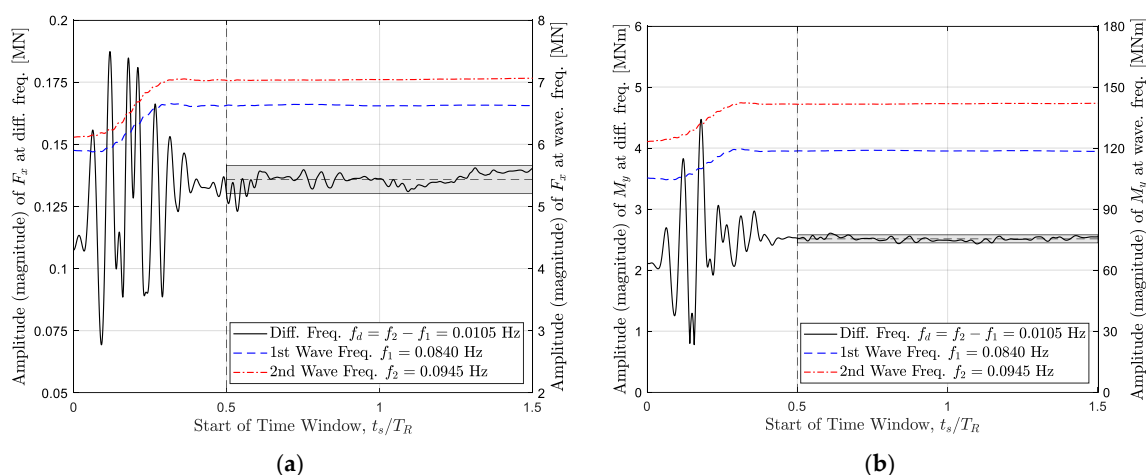 Amplitude (magnitude) of F_x at diff. freq. [MN]
0.2
0.175
0.15
0.125
0.1
0.075
0.05
8
7
6
5
4
3
2
Amplitude (magnitude) of F_x at wave. freq. [MN]
Diff. Freq. f_d = f_2 − f_1 = 0.0105 Hz
1st Wave Freq. f_1 = 0.0840 Hz
2nd Wave Freq. f_2 = 0.0945 Hz
0 0.5 1 1.5
Start of Time Window, t_s/T_R
(a)
Amplitude (magnitude) of M_y at diff. freq. [MNm]
6
5
4
3
2
1
0
180
150
120
90
60
30
0
Amplitude (magnitude) of M_y at wave freq. [MNm]
Diff. Freq. f_d = f_2 − f_1 = 0.0105 Hz
1st Wave Freq. f_1 = 0.0840 Hz
2nd Wave Freq. f_2 = 0.0945 Hz
0 0.5 1 1.5
Start of Time Window, t_s/T_R
(b)